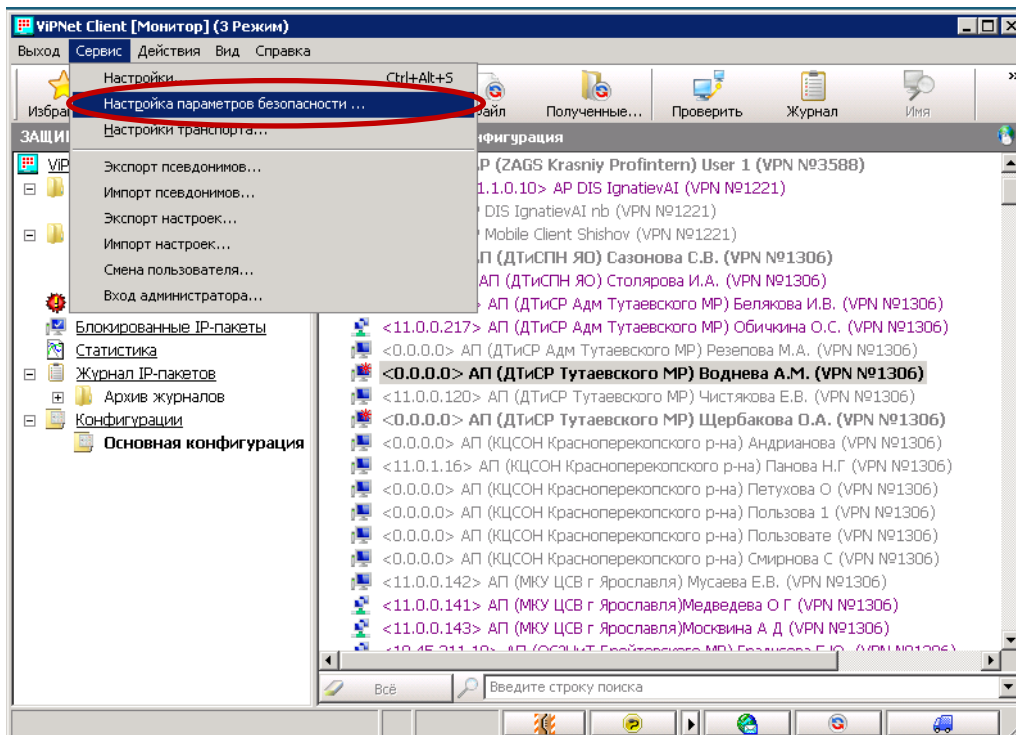 ViPNet Client [Монитор] (3 Режим)
Выход Сервис Действия Вид Справка
Настройки... Ctrl+Alt+S
Настройка параметров безопасности ...
Настройки транспорта...
Экспорт псевдонимов...
Импорт псевдонимов...
Экспорт настроек...
Импорт настроек...
Смена пользователя...
Вход администратора...
Полученные... Проверить Журнал Имя
(ZAGS Krasniy Profintern) User 1 (VPN №3588)
1.1.0.10> AP DIS IgnatievAI (VPN №1221)
DIS IgnatievAI nb (VPN №1221)
Mobile Client Shishov (VPN №1221)
(ДТиСПН ЯО) Сазонова С.В. (VPN №1306)
АП (ДТиСПН ЯО) Столярова И.А. (VPN №1306)
> АП (ДТиСР Адм Тутаевского МР) Белякова И.В. (VPN №1306)
Блокированные IP-пакеты
<11.0.0.217> АП (ДТиСР Адм Тутаевского МР) Обичкина О.С. (VPN №1306)
Статистика
<0.0.0.0> АП (ДТиСР Адм Тутаевского МР) Резепова М.А. (VPN №1306)
Журнал IP-пакетов
<0.0.0.0> АП (ДТиСР Тутаевского МР) Воднева А.М. (VPN №1306)
Архив журналов
<11.0.0.120> АП (ДТиСР Тутаевского МР) Чистякова Е.В. (VPN №1306)
Конфигурации
<0.0.0.0> АП (ДТиСР Тутаевского МР) Щербакова О.А. (VPN №1306)
Основная конфигурация
<0.0.0.0> АП (КЦСОН Красноперекопского р-на) Андрианова (VPN №1306)
<11.0.1.16> АП (КЦСОН Красноперекопского р-на) Панова Н.Г (VPN №1306)
<0.0.0.0> АП (КЦСОН Красноперекопского р-на) Петухова О (VPN №1306)
<0.0.0.0> АП (КЦСОН Красноперекопского р-на) Пользова 1 (VPN №1306)
<0.0.0.0> АП (КЦСОН Красноперекопского р-на) Пользовате (VPN №1306)
<0.0.0.0> АП (КЦСОН Красноперекопского р-на) Смирнова С (VPN №1306)
<11.0.0.142> АП (МКУ ЦСВ г Ярославля) Мусаева Е.В. (VPN №1306)
<11.0.0.141> АП (МКУ ЦСВ г Ярославля)Медведева О Г (VPN №1306)
<11.0.0.143> АП (МКУ ЦСВ г Ярославля)Москвина А Д (VPN №1306)
Всё Введите строку поиска